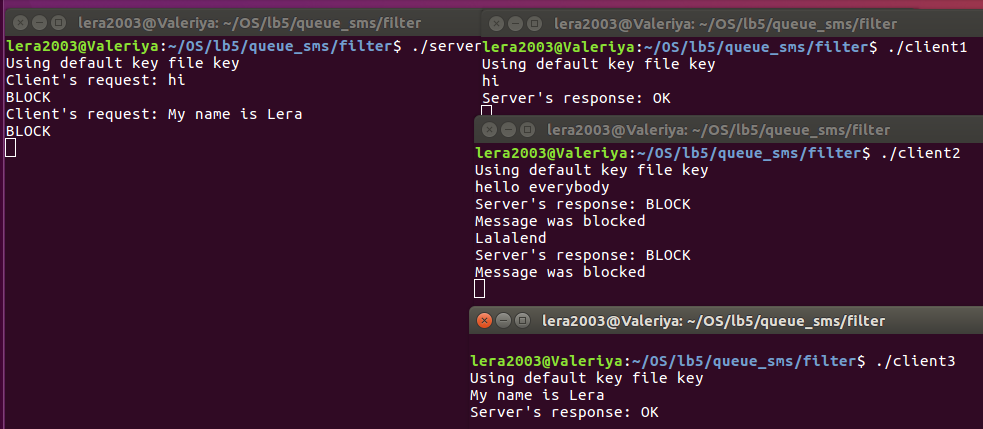 lera2003@Valeriya: ~/OS/lb5/queue_sms/filter
lera2003@Valeriya:~/OS/lb5/queue_sms/filter$ ./server
Using default key file key
Client's request: hi
BLOCK
Client's request: My name is Lera
BLOCK
lera2003@Valeriya: ~/OS/lb5/queue_sms/filter
lera2003@Valeriya:~/OS/lb5/queue_sms/filter$ ./client1
Using default key file key
hi
Server's response: OK
lera2003@Valeriya: ~/OS/lb5/queue_sms/filter
lera2003@Valeriya:~/OS/lb5/queue_sms/filter$ ./client2
Using default key file key
hello everybody
Server's response: BLOCK
Message was blocked
Lalalend
Server's response: BLOCK
Message was blocked
lera2003@Valeriya: ~/OS/lb5/queue_sms/filter
lera2003@Valeriya:~/OS/lb5/queue_sms/filter$ ./client3
Using default key file key
My name is Lera
Server's response: OK